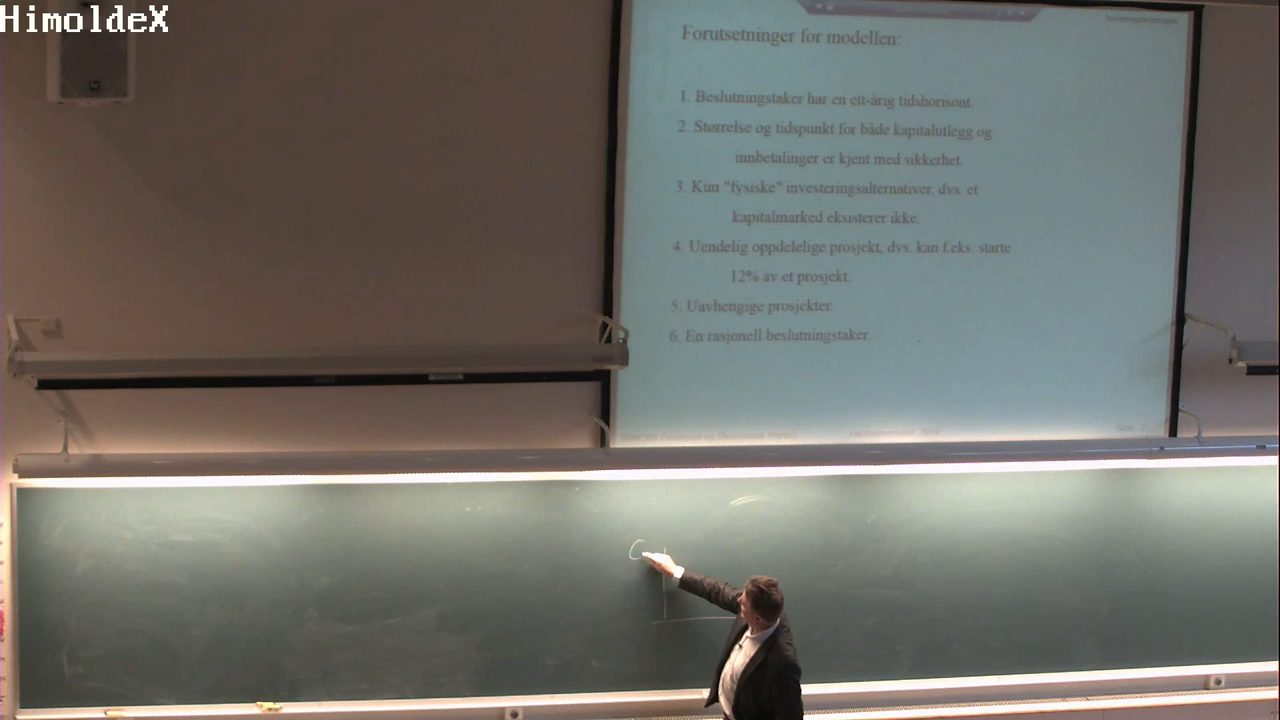 HimoldeX
Forutsetninger for modellen:
1. Beslutningstaker har en ett-årig tidshorisont.
2. Størrelse og tidspunkt for både kapitalutlegg og
innbetalinger er kjent med sikkerhet.
3. Kun "fysiske" investeringsalternativer, dvs. et
kapitalmarked eksisterer ikke.
4. Uendelig oppdelelige prosjekt, dvs. kan f.eks. starte
12% av et prosjekt.
5. Uavhengige prosjekter.
6. En rasjonell beslutningstaker.
C